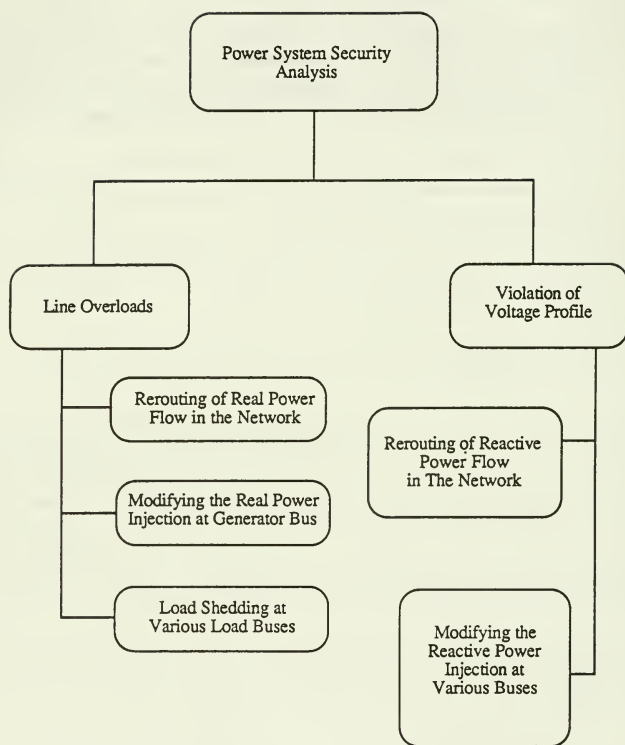 Power System Security
Analysis
Line Overloads
Violation of
Voltage Profile
Rerouting of Real Power
Flow in the Network
Rerouting of Reactive
Power Flow
in The Network
Modifying the Real Power
Injection at Generator Bus
Load Shedding at
Various Load Buses
Modifying the
Reactive Power
Injection at
Various Buses